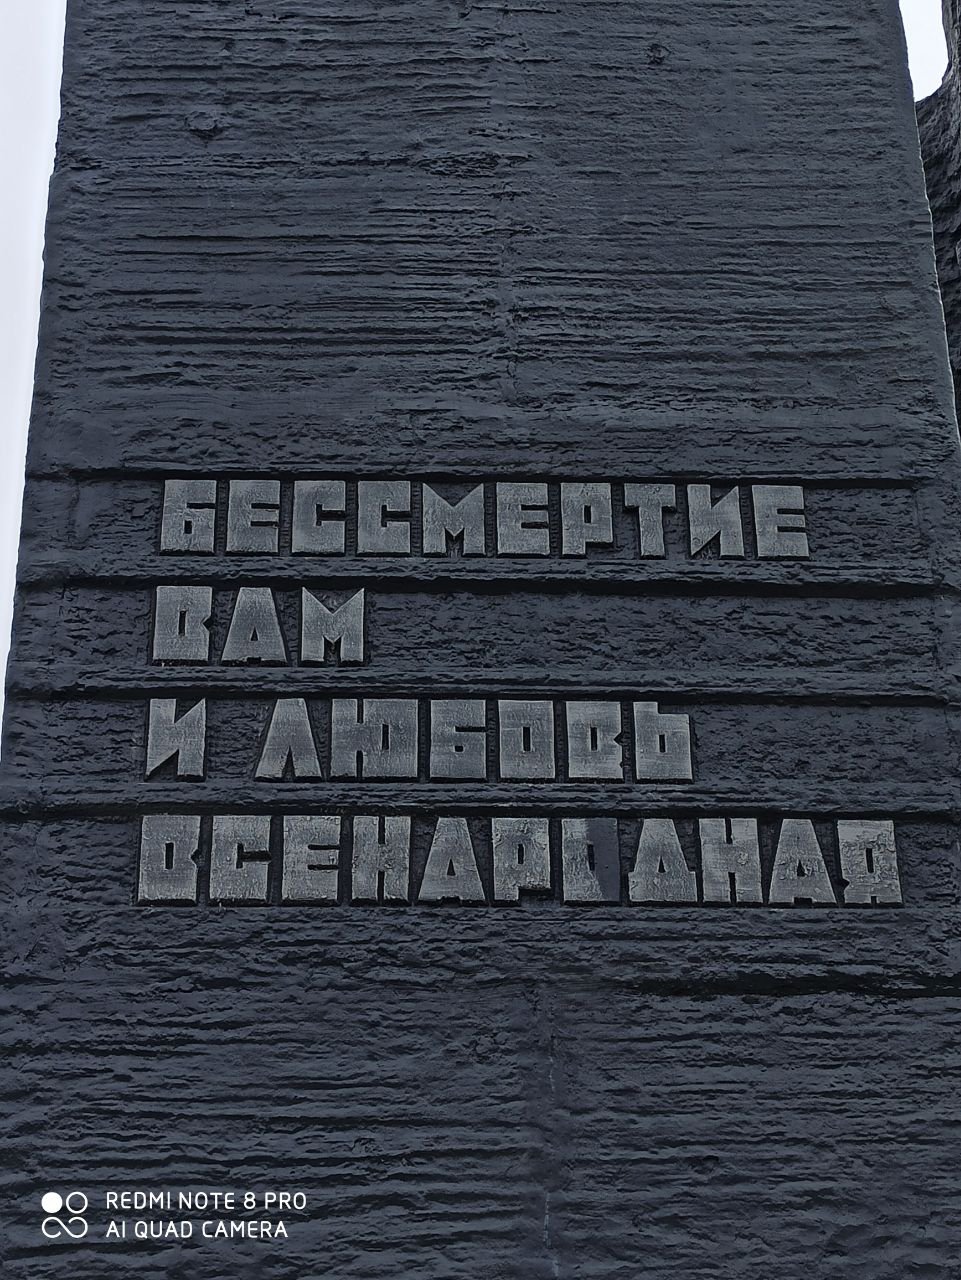 БЕССМЕРТИЕ
ВАМ
И ЛЮБОВЬ
ВСЕНАРОДНАЯ
REDMI NOTE 8 PRO
AI QUAD CAMERA